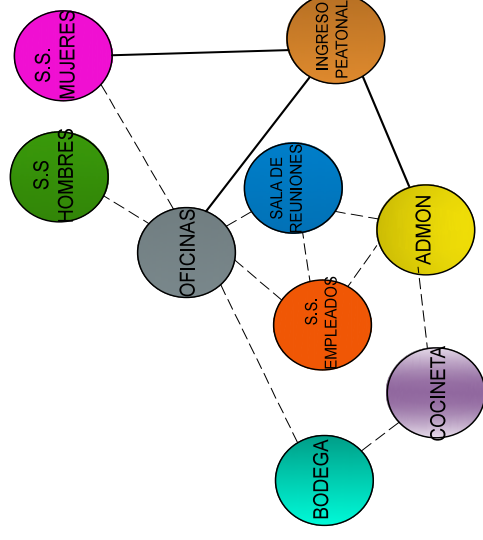 S.S.
MUJERES
INGRESO
PEATONAL
S.S
HOMBRES
SALA DE
REUNIONES
OFICINAS
ADMON
S.S.
EMPLEADOS
COCINETA
BODEGA